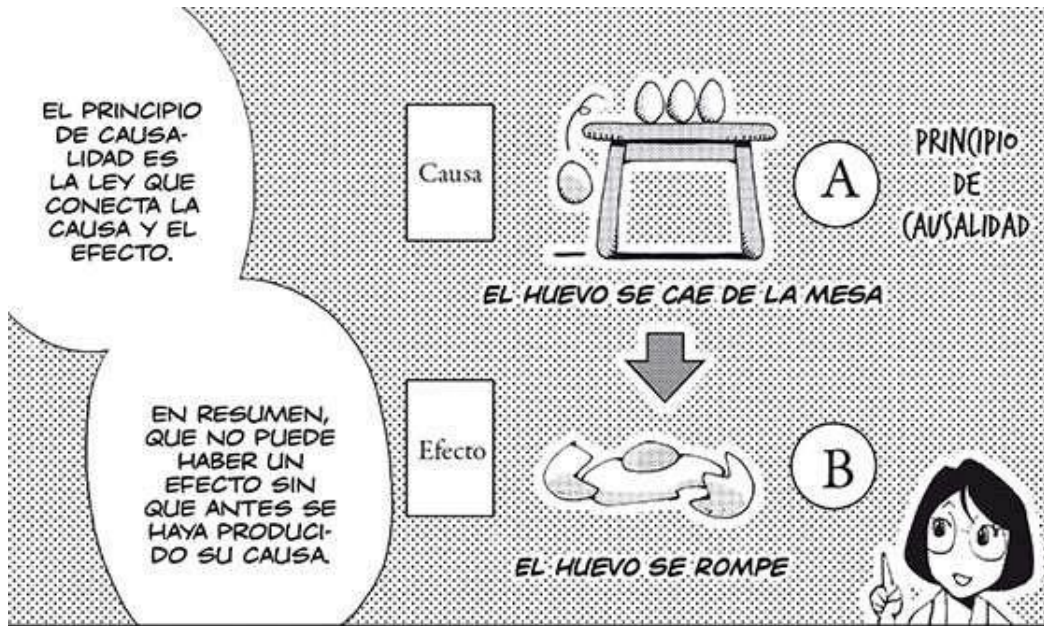 EL PRINCIPIO
DE CAUSA-
LIDAD ES
LA LEY QUE
CONECTA LA
CAUSA Y EL
EFECTO.
Causa
A
PRINCIPIO
DE
CAUSALIDAD
EL HUEVO SE CAE DE LA MESA
EN RESUMEN,
QUE NO PUEDE
HABER UN
EFECTO SIN
QUE ANTES SE
HAYA PRODUCI-
DO SU CAUSA.
Efecto
B
EL HUEVO SE ROMPE